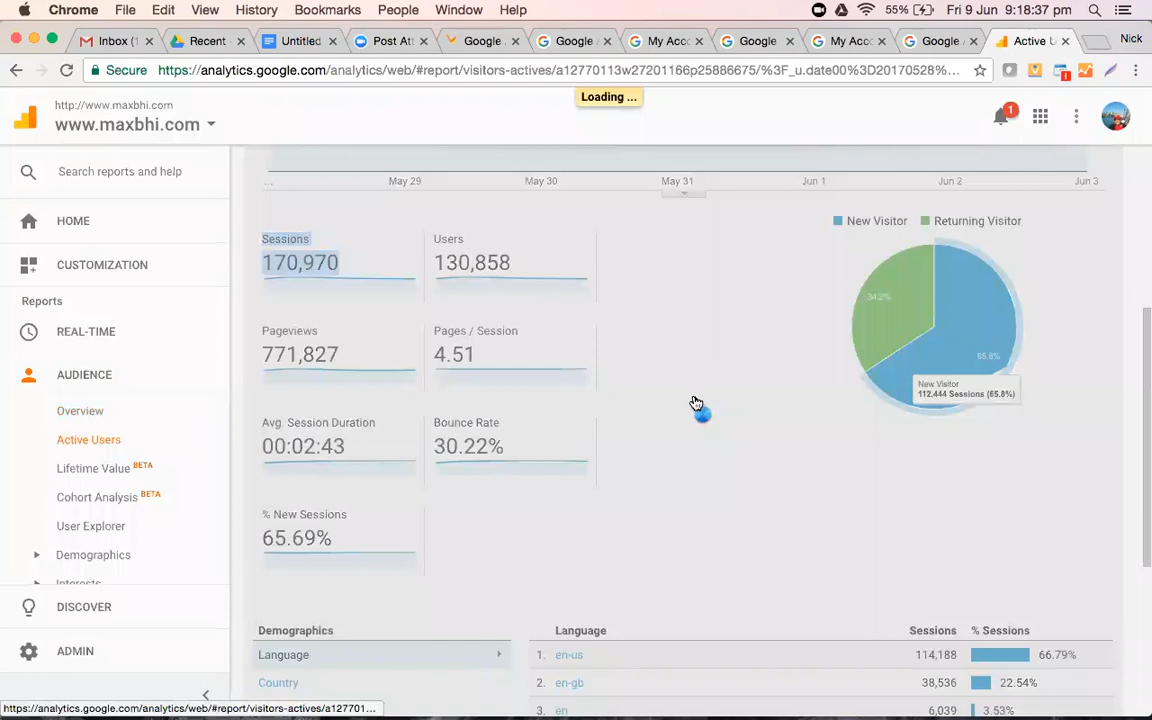 Chrome File Edit View History Bookmarks People Window Help 55% Fri 9 Jun 9:18:37 pm
Inbox (1 Recent - Untitled Post Att Google Google A My Acco Google My Acco Google A Active U Nick
Secure https://analytics.google.com/analytics/web/#report/visitors-actives/a12770113w27201166p25886675/%3F_u.date00%3D20170528%...
Loading ...
http://www.maxbhi.com
www.maxbhi.com
1
Search reports and help
HOME
CUSTOMIZATION
Reports
REAL-TIME
AUDIENCE
Overview
Active Users
Lifetime Value BETA
Cohort Analysis BETA
User Explorer
Demographics
Interests
DISCOVER
ADMIN
... May 29 May 30 May 31 Jun 1 Jun 2 Jun 3
New Visitor Returning Visitor
Sessions
170,970
Users
130,858
Pageviews
771,827
Pages / Session
4.51
Avg. Session Duration
00:02:43
Bounce Rate
30.22%
% New Sessions
65.69%
34.2%
65.8%
New Visitor
112,444 Sessions (65.8%)
Demographics
Language
Country
Language Sessions % Sessions
1. en-us 114,188 66.79%
2. en-gb 38,536 22.54%
3. en 6,039 3.53%
https://analytics.google.com/analytics/web/#report/visitors-actives/a127701...